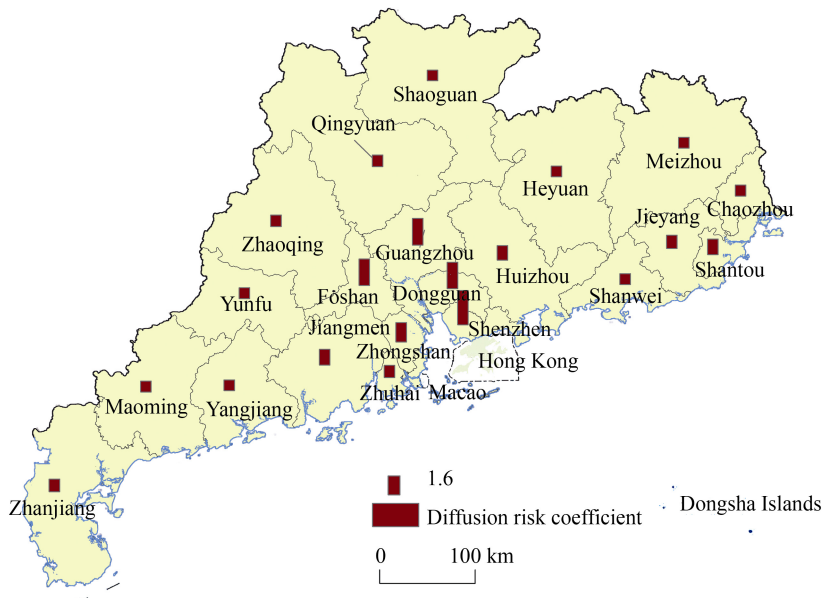 Shaoguan
Qingyuan
Meizhou
Heyuan
Chaozhou
Jieyang
Zhaoqing
Guangzhou
Huizhou
Shantou
Shanwei
Foshan
Dongguan
Yunfu
Jiangmen
Shenzhen
Zhongshan
Hong Kong
Zhuhai
Macao
Maoming
Yangjiang
1.6
Zhanjiang
Diffusion risk coefficient
Dongsha Islands
0 100 km